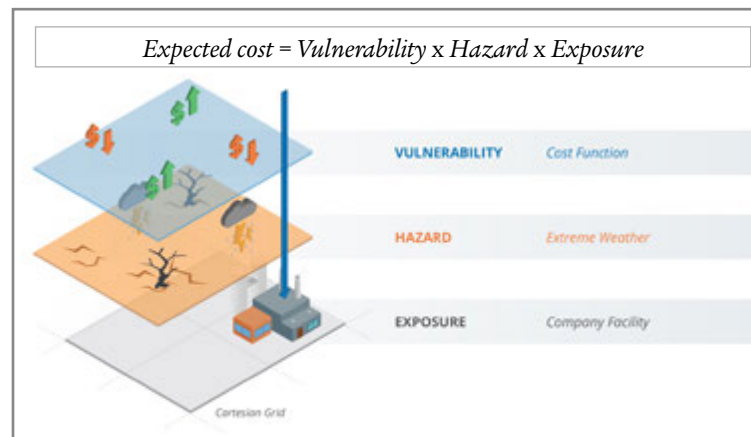 Expected cost = Vulnerability x Hazard x Exposure
$ $
$ $
VULNERABILITY Cost Function
HAZARD Extreme Weather
EXPOSURE Company Facility
Cartesian Grid